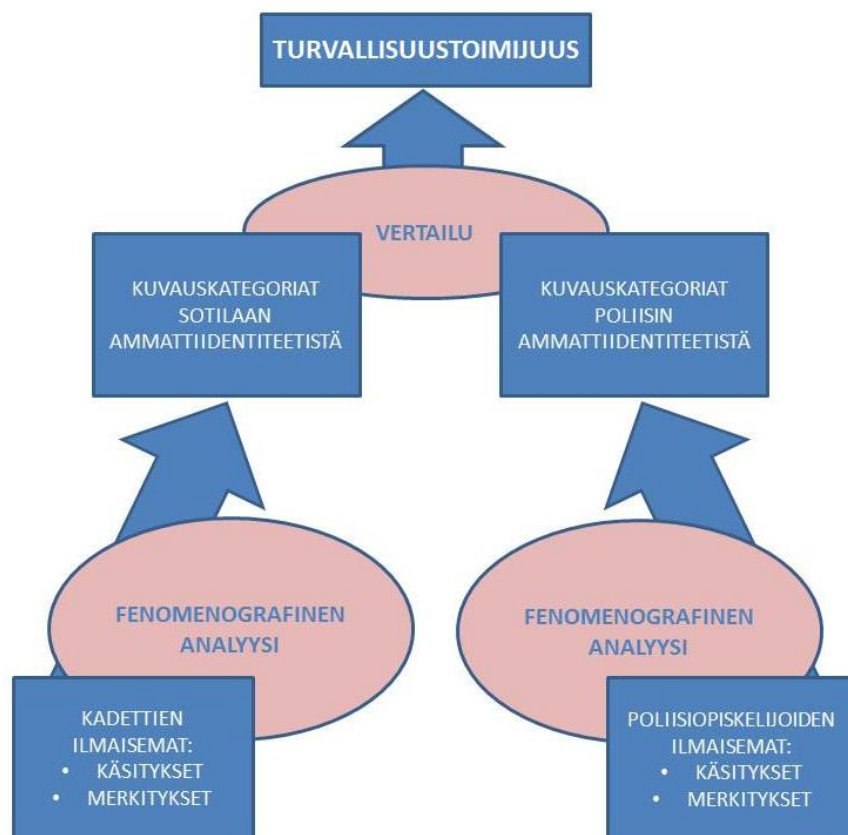 TURVALLISUUSTOIMIJUUS
VERTAILU
KUVAUSKATEGORIAT
SOTILAAN
AMMATTIIDENTITEETISTÄ
KUVAUSKATEGORIAT
POLIISIN
AMMATTIIDENTITEETISTÄ
FENOMENOGRAFINEN
ANALYYSI
FENOMENOGRAFINEN
ANALYYSI
KADETTIEN
ILMAISEMAT:
• KÄSITYKSET
• MERKITYKSET
POLIISIOPISKELIJOIDEN
ILMAISEMAT:
• KÄSITYKSET
• MERKITYKSET